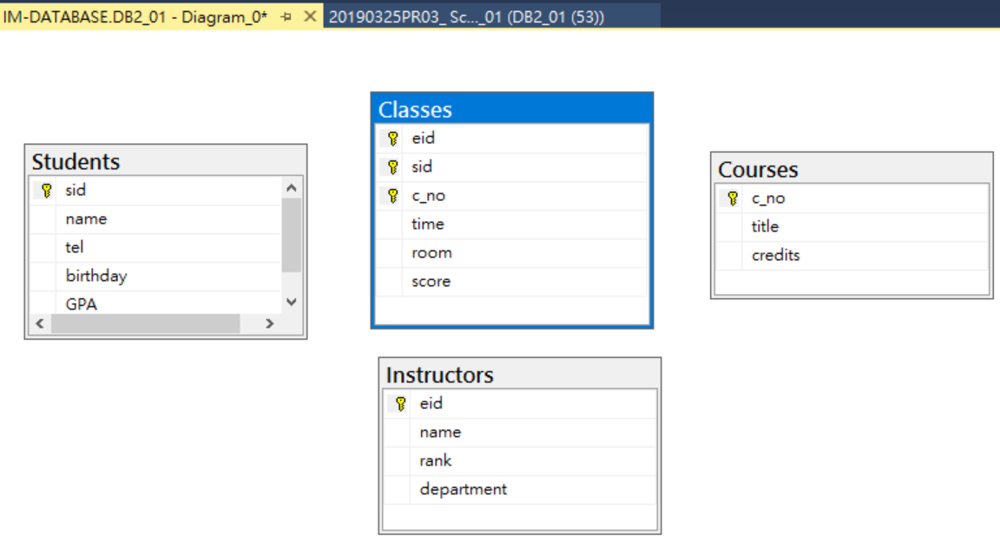 IM-DATABASE.DB2_01 - Diagram_0*
20190325PR03_ Sc..._01 (DB2_01 (53))
Students
sid
name
tel
birthday
GPA
Classes
eid
sid
c_no
time
room
score
Courses
c_no
title
credits
Instructors
eid
name
rank
department